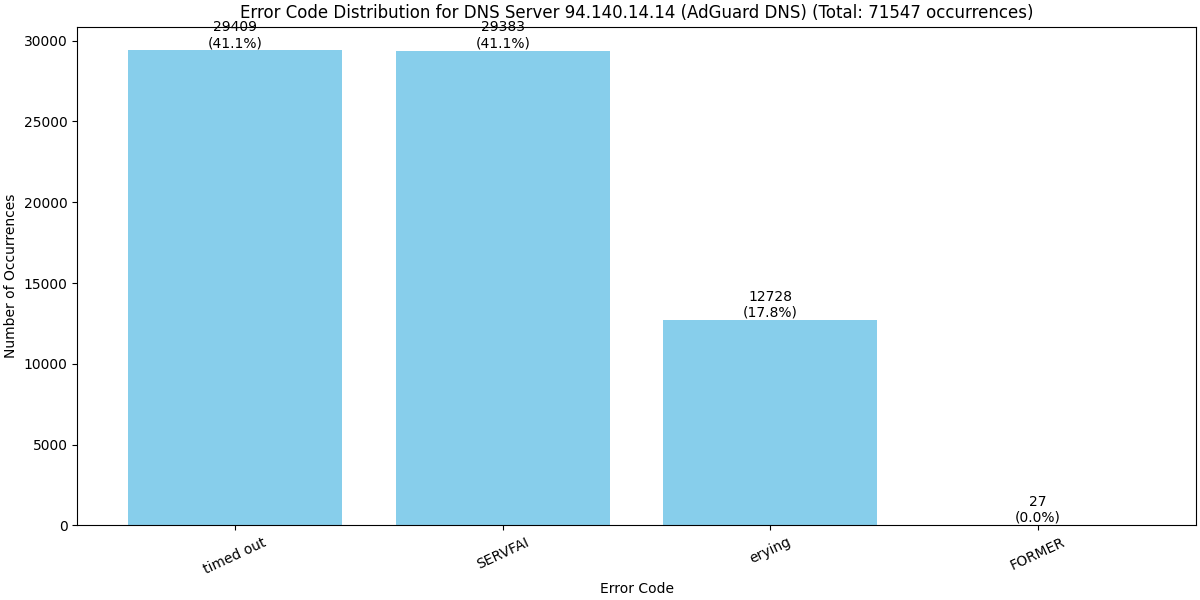 Error Code Distribution for DNS Server 94.140.14.14 (AdGuard DNS) (Total: 71547 occurrences)
29409
(41.1%)
29383
(41.1%)
12728
(17.8%)
27
(0.0%)
30000
25000
20000
15000
10000
5000
0
Number of Occurrences
timed out
SERVFAI
erying
FORMER
Error Code